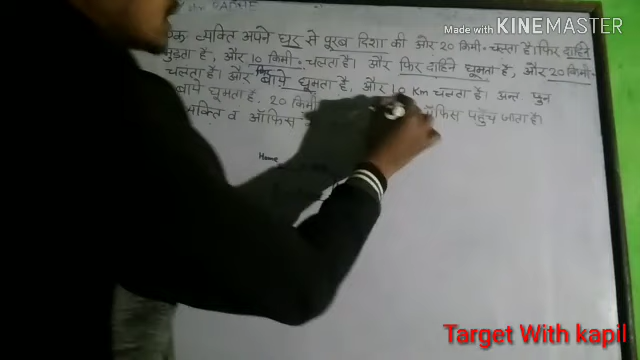 Made with KINEMASTER
एक व्यक्ति अपने घर से पूरब दिशा की ओर 20 किमी॰ चलता है। फिर दाहिने
मुड़ता है, और 10 किमी॰ चलता है। और फिर दाहिने घूमता है, और 20 किमी॰
चलता है। और बायें घूमता है, और 10 Km चलता है। अन्त पुन
बायें घूमता है। 20 किमी
व्यक्ति व ऑफिस ऑफिस पहुँच जाता है।
Home
Target With kapil